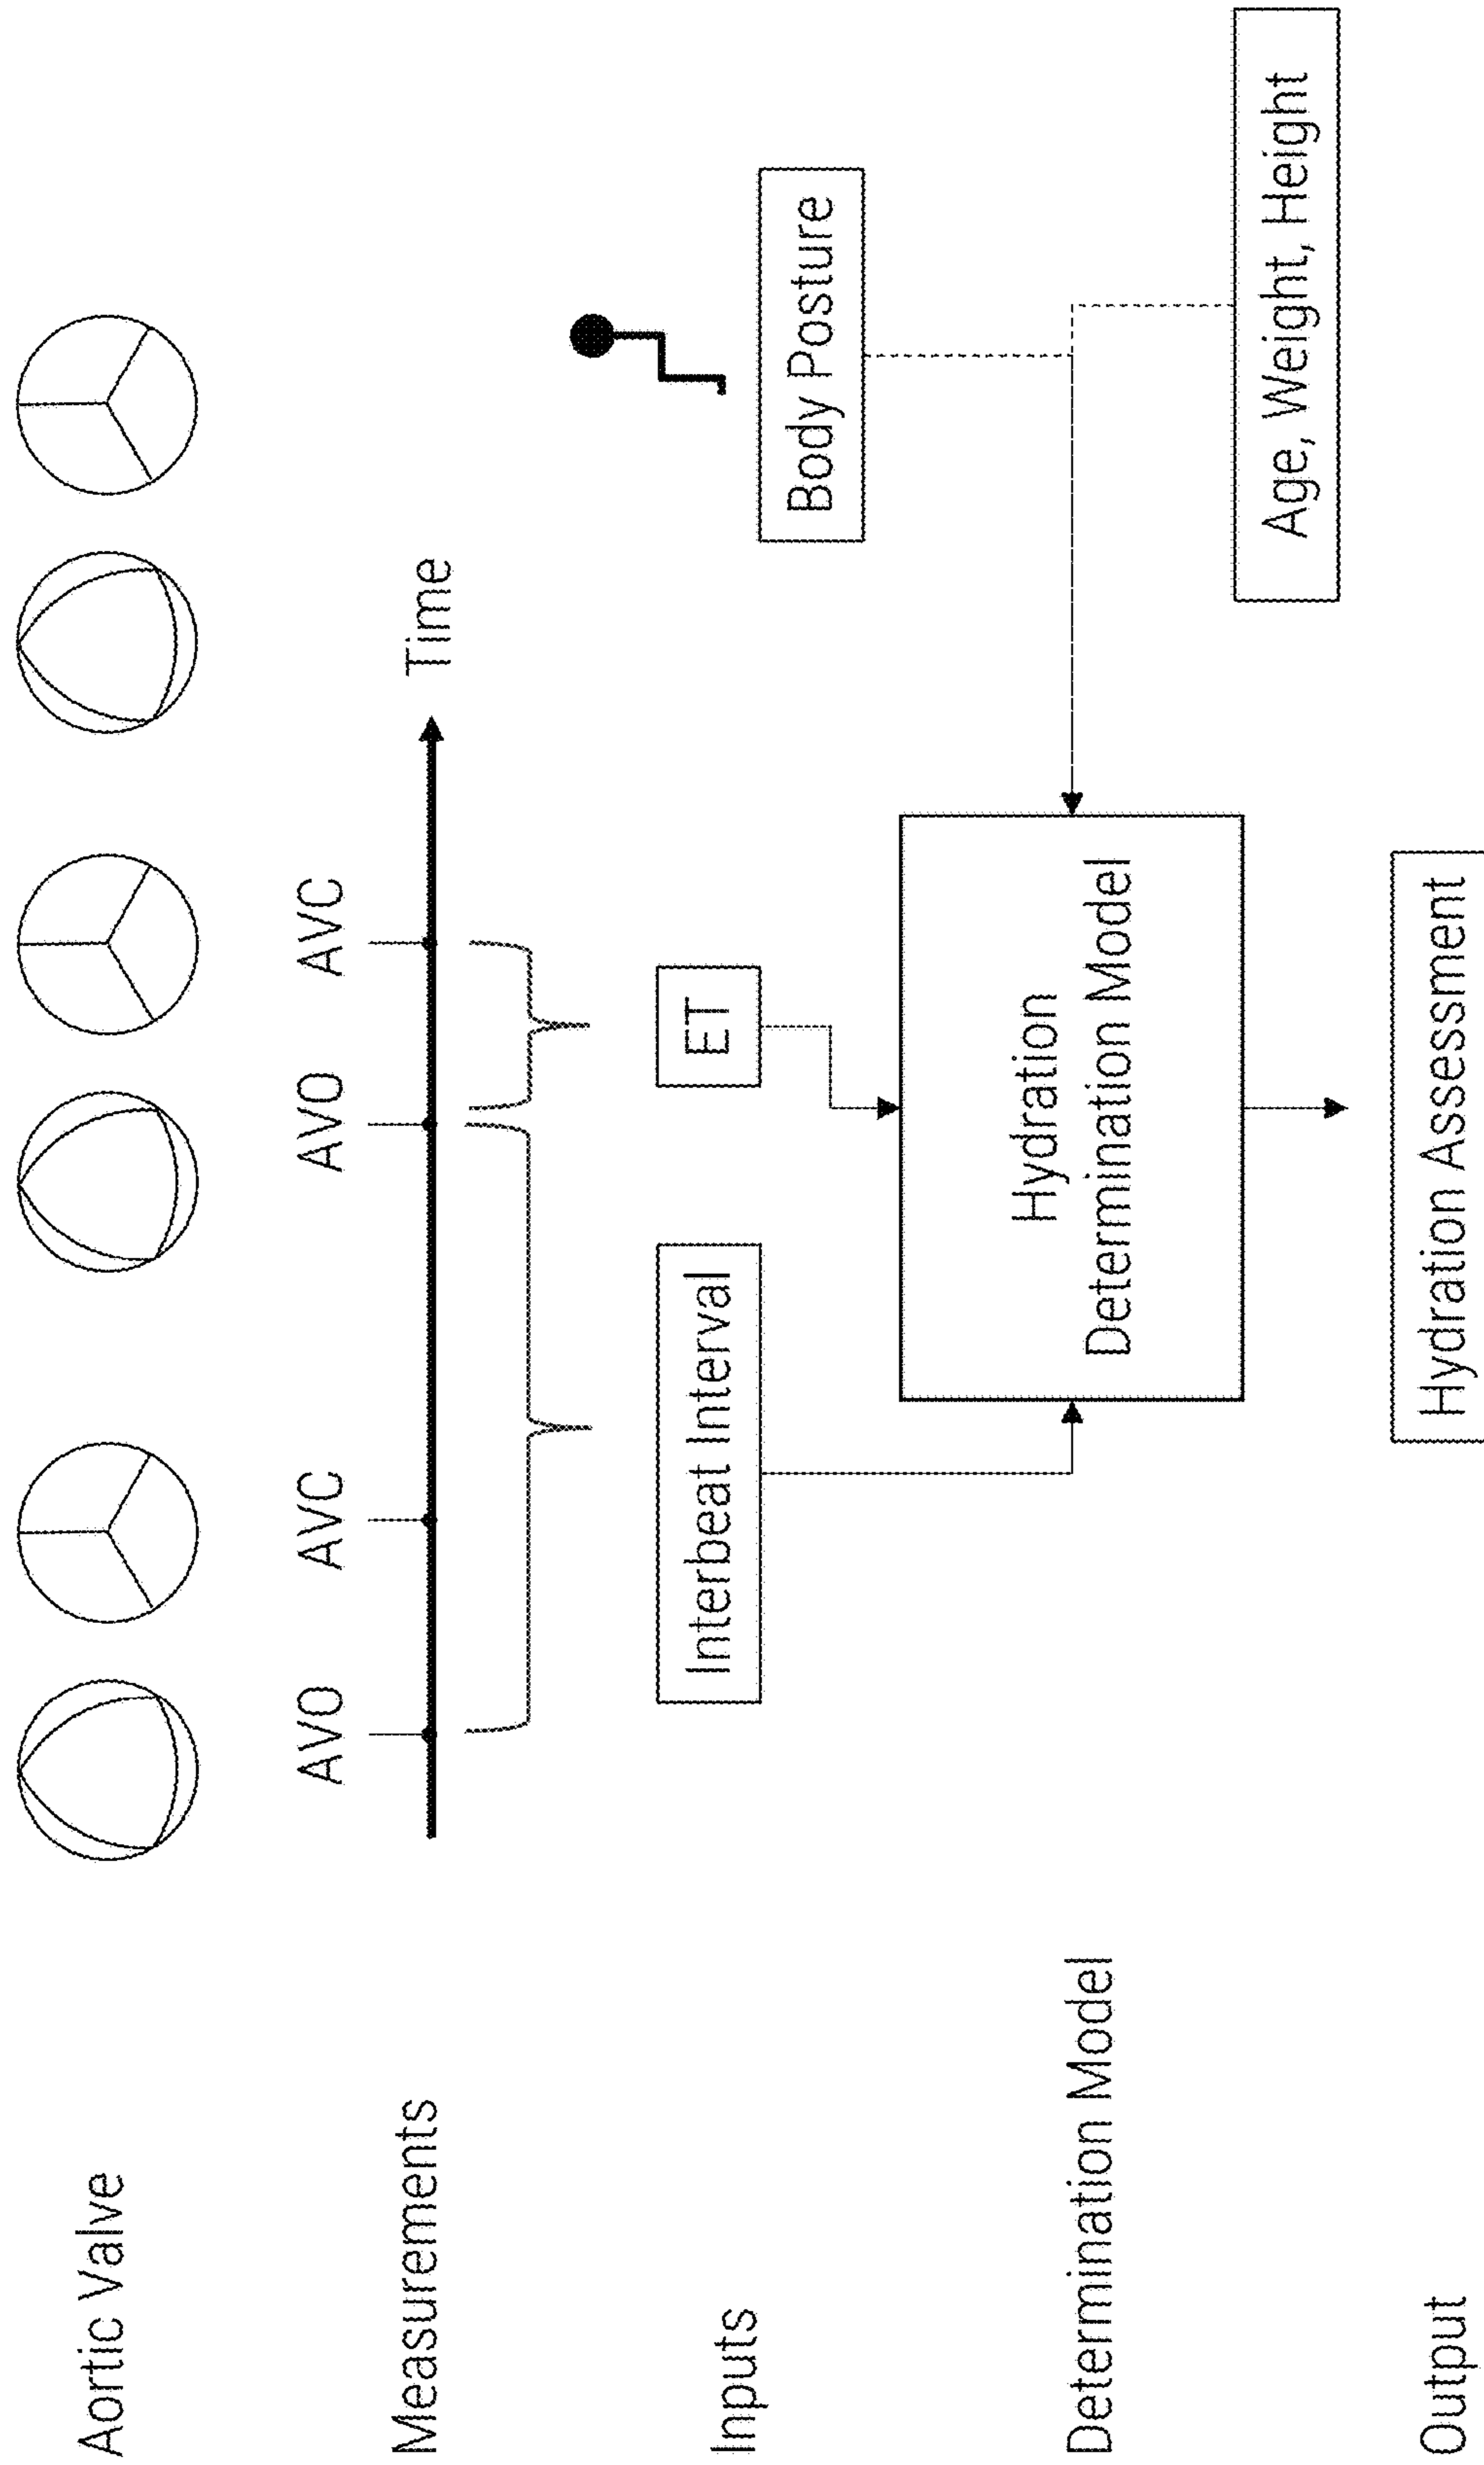 Aortic Valve
Measurements
AVO
AVC
AVO
AVC
Time
Inputs
Interbeat Interval
ET
Body Posture
Determination Model
Hydration
Determination Model
Age, Weight, Height
Output
Hydration Assessment